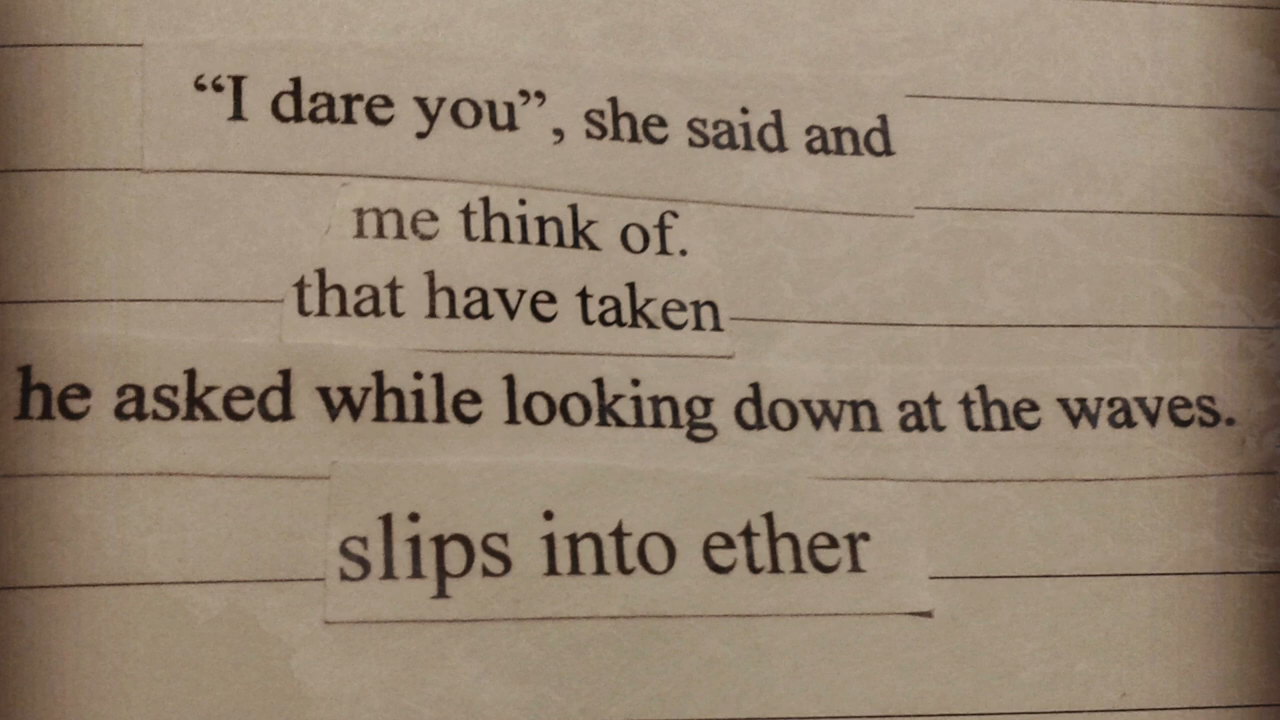 “I dare you”, she said and
me think of.
that have taken
he asked while looking down at the waves.
slips into ether